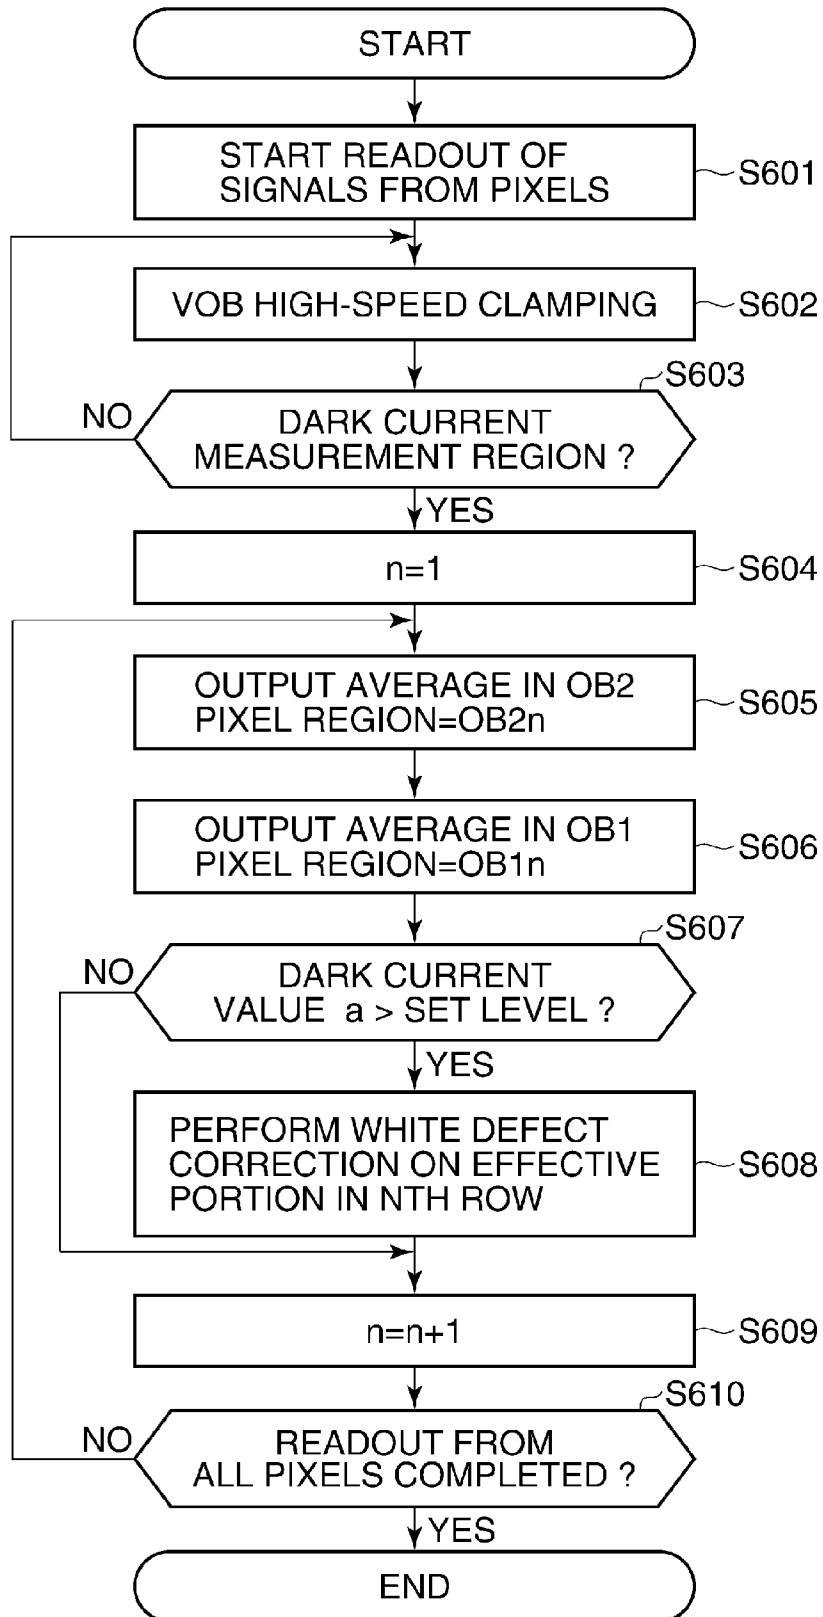 START
START READOUT OF
SIGNALS FROM PIXELS
S601
VOB HIGH-SPEED CLAMPING
S602
S603
NO
DARK CURRENT
MEASUREMENT REGION ?
YES
n=1
S604
OUTPUT AVERAGE IN OB2
PIXEL REGION=OB2n
S605
OUTPUT AVERAGE IN OB1
PIXEL REGION=OB1n
S606
S607
NO
DARK CURRENT
VALUE a > SET LEVEL ?
YES
PERFORM WHITE DEFECT
CORRECTION ON EFFECTIVE
PORTION IN NTH ROW
S608
n=n+1
S609
S610
NO
READOUT FROM
ALL PIXELS COMPLETED ?
YES
END